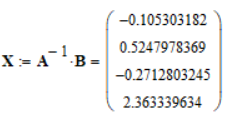 X := A⁻¹·B =
-0.105303182
0.5247978369
-0.2712803245
2.363339634